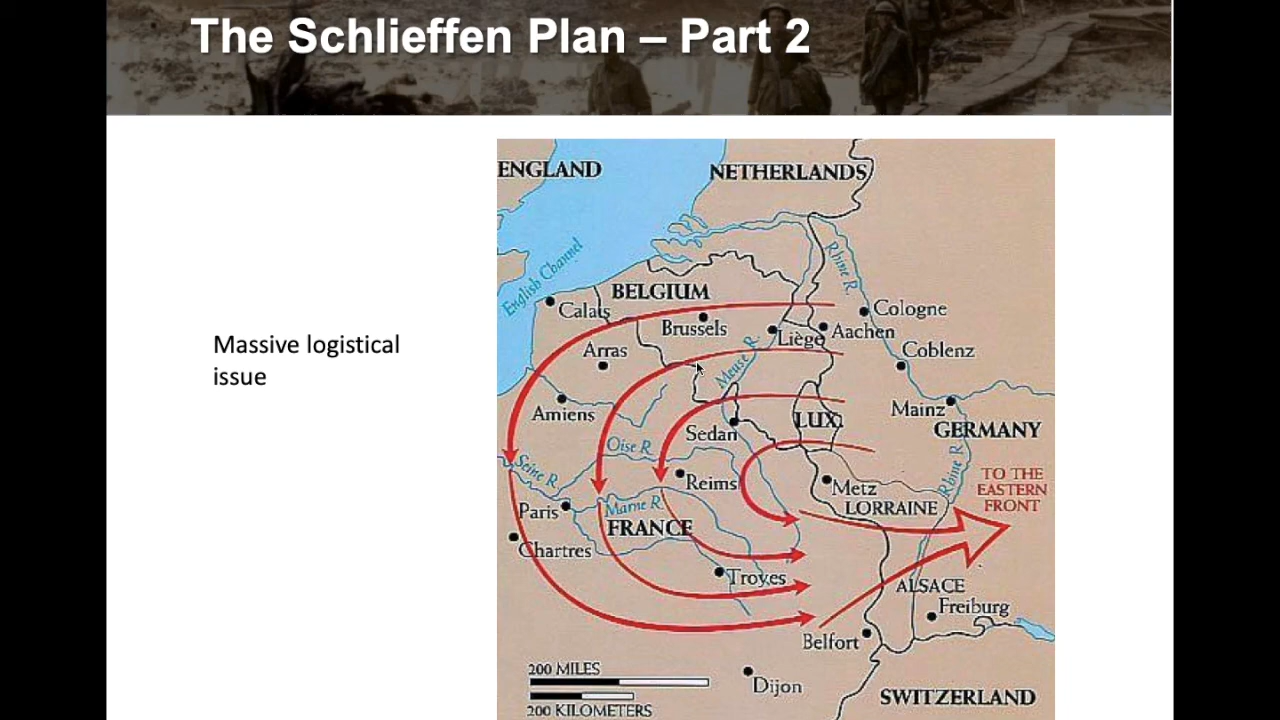 The Schlieffen Plan – Part 2
Massive logistical
issue
ENGLAND
NETHERLANDS
English Channel
Rhine R.
BELGIUM
Calais
Cologne
Brussels
Liège
Aachen
Arras
Coblenz
Meuse R.
Amiens
Mainz
Sedan
LUX.
GERMANY
Oise R.
Seine R.
Reims
Metz
Rhine R.
TO THE
EASTERN
FRONT
Paris
Marne R.
LORRAINE
FRANCE
Chartres
Troyes
ALSACE
Freiburg
Belfort
200 MILES
Dijon
SWITZERLAND
200 KILOMETERS